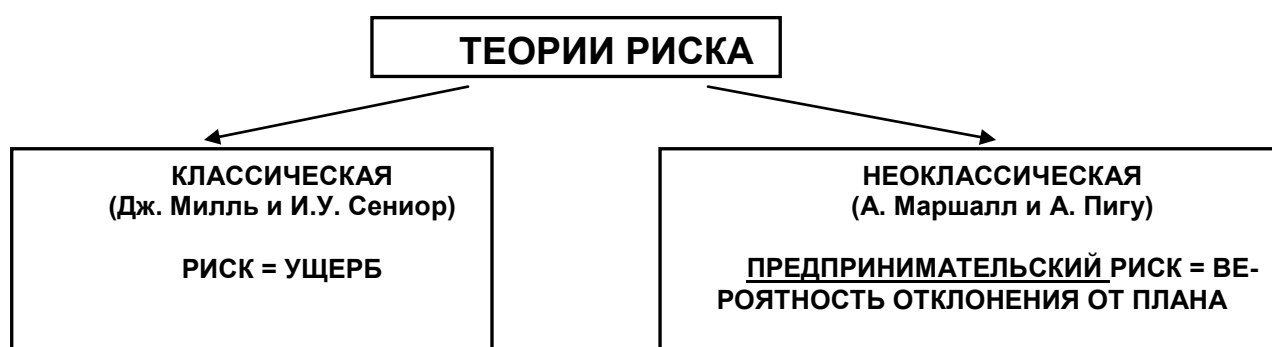 ТЕОРИИ РИСКА
КЛАССИЧЕСКАЯ
(Дж. Милль и И.У. Сениор)
РИСК = УЩЕРБ
НЕОКЛАССИЧЕСКАЯ
(А. Маршалл и А. Пигу)
ПРЕДПРИНИМАТЕЛЬСКИЙ РИСК = ВЕ-
РОЯТНОСТЬ ОТКЛОНЕНИЯ ОТ ПЛАНА